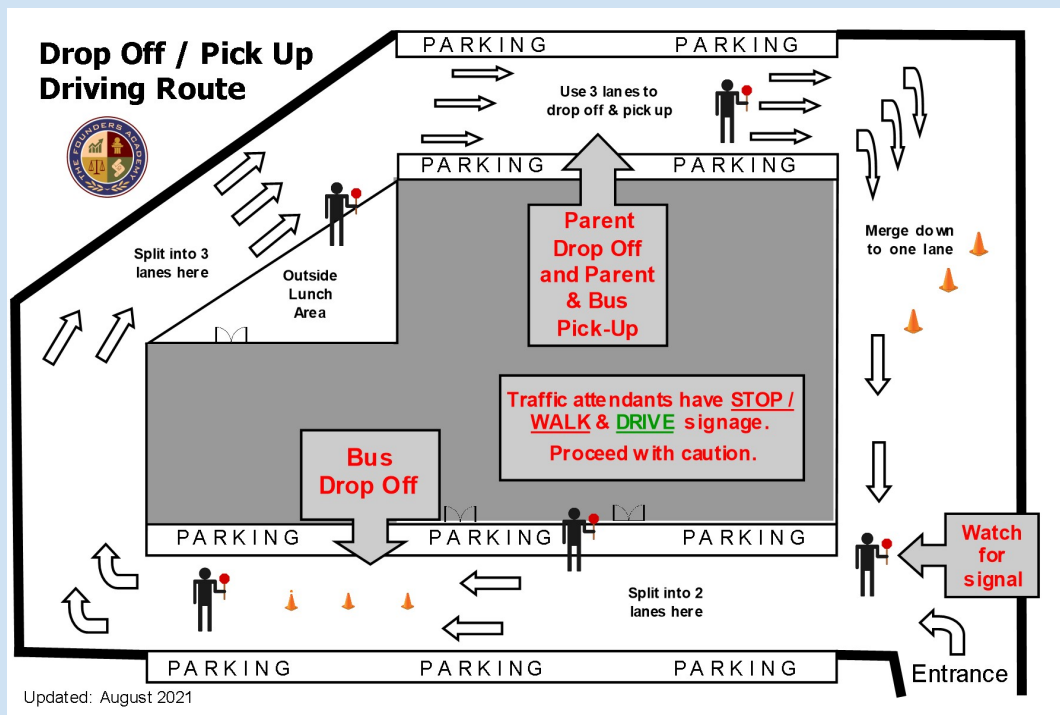 Drop Off / Pick Up
Driving Route
THE FOUNDERS ACADEMY
PARKING PARKING
Use 3 lanes to
drop off & pick up
PARKING PARKING
Split into 3
lanes here
Outside
Lunch
Area
Parent
Drop Off
and Parent
& Bus
Pick-Up
Merge down
to one lane
Traffic attendants have STOP /
WALK & DRIVE signage.
Proceed with caution.
Bus
Drop Off
PARKING PARKING PARKING
Watch
for
signal
Split into 2
lanes here
PARKING PARKING PARKING
Entrance
Updated: August 2021